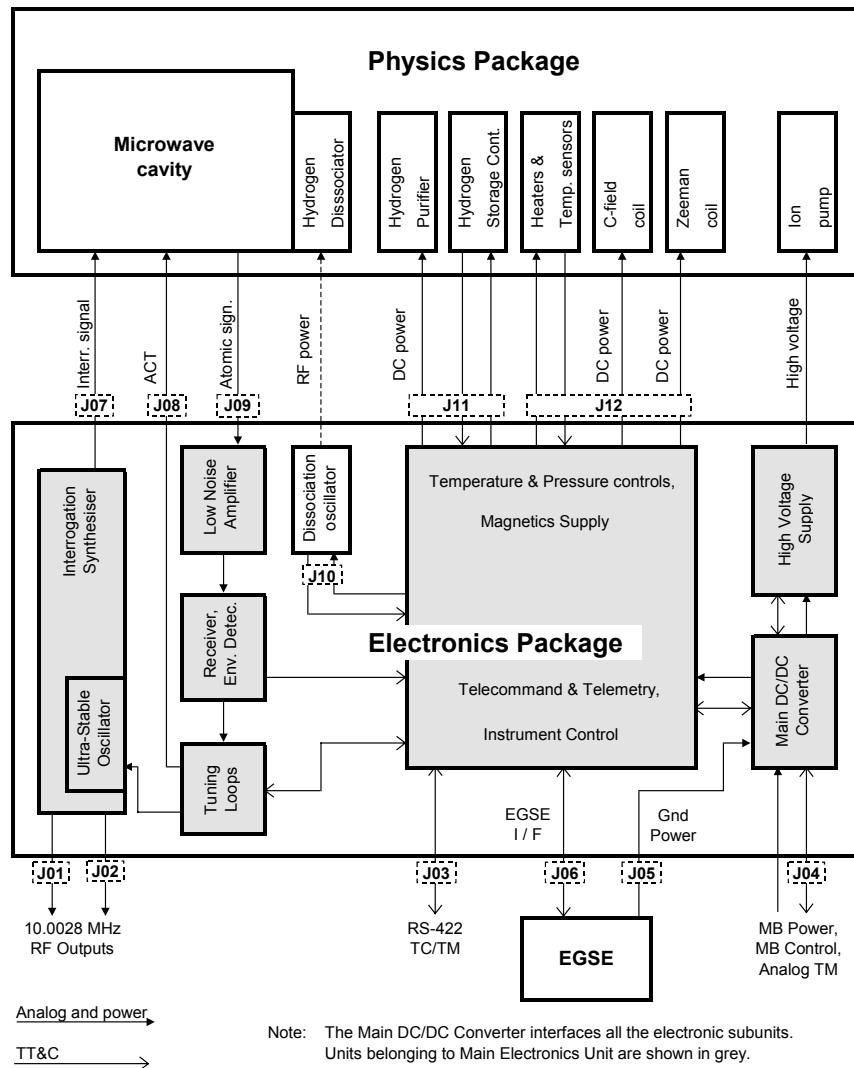 Physics Package
Microwave
cavity
Hydrogen
Disssociator
Hydrogen
Purifier
Hydrogen
Storage Cont.
Heaters &
Temp. sensors
C-field
coil
Zeeman
coil
Ion
pump
Interr. signal
ACT
Atomic sign.
RF power
DC power
DC power
DC power
High voltage
J07
J08
J09
J11
J12
Interrogation
Synthesiser
Low Noise
Amplifier
Dissociation
oscillator
Temperature & Pressure controls,
Magnetics Supply
High Voltage
Supply
J10
Receiver,
Env. Detec.
Electronics Package
Ultra-Stable
Oscillator
Tuning
Loops
Telecommand & Telemetry,
Instrument Control
Main DC/DC
Converter
EGSE
I / F
Gnd
Power
J01
J02
J03
J06
J05
J04
10.0028 MHz
RF Outputs
RS-422
TC/TM
EGSE
MB Power,
MB Control,
Analog TM
Analog and power
TT&C
Note: The Main DC/DC Converter interfaces all the electronic subunits.
Units belonging to Main Electronics Unit are shown in grey.